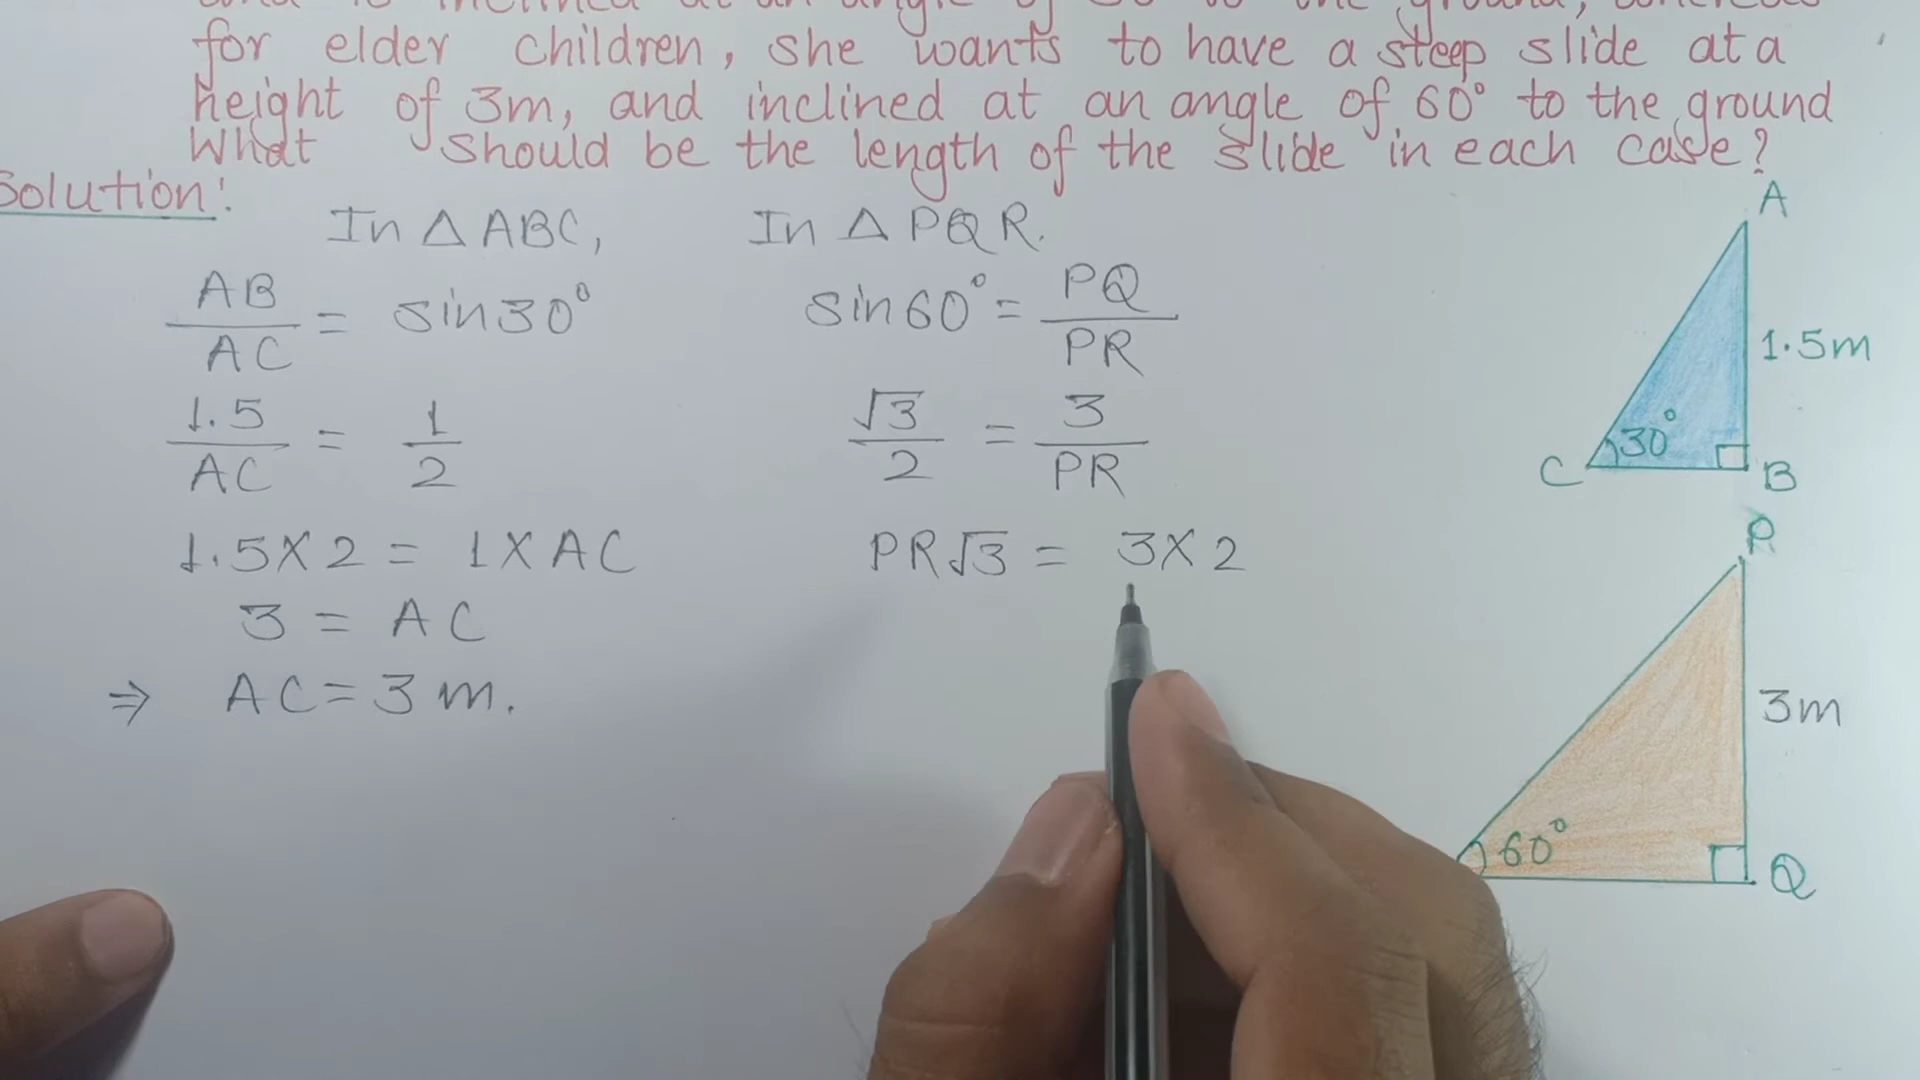 for elder children, she wants to have a steep slide at a
height of 3m, and inclined at an angle of 60° to the ground
What should be the length of the slide in each case?
Solution:
In △ABC,
AB/AC = sin30°
1.5/AC = 1/2
1.5×2 = 1×AC
3 = AC
⇒ AC=3m.
In △PQR.
sin60° = PQ/PR
√3/2 = 3/PR
PR√3 = 3×2
A
1.5m
30°
C
B
P
3m
60°
Q